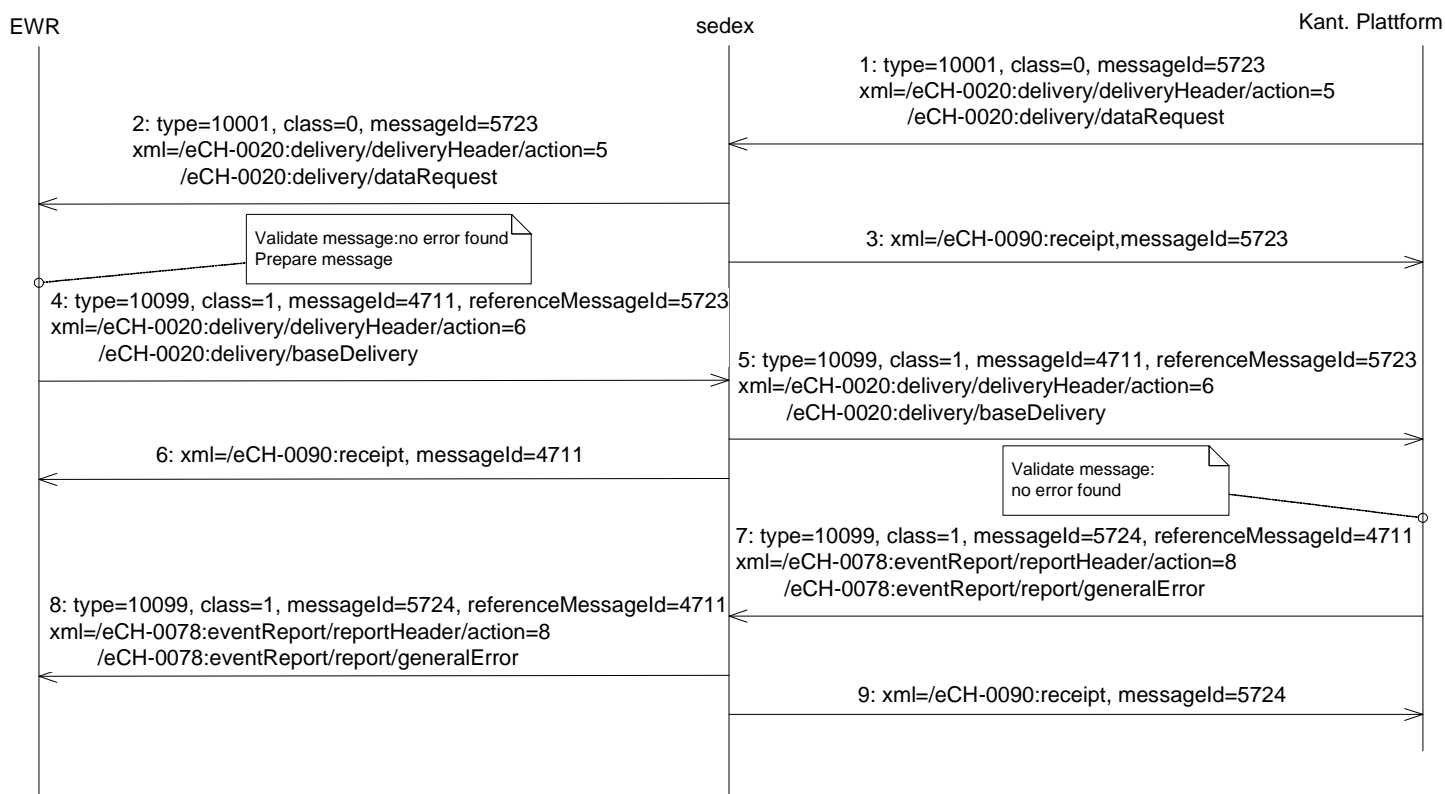 EWR
sedex
Kant. Plattform
1: type=10001, class=0, messageId=5723
xml=/eCH-0020:delivery/deliveryHeader/action=5
/eCH-0020:delivery/dataRequest
2: type=10001, class=0, messageId=5723
xml=/eCH-0020:delivery/deliveryHeader/action=5
/eCH-0020:delivery/dataRequest
Validate message:no error found
Prepare message
3: xml=/eCH-0090:receipt,messageId=5723
4: type=10099, class=1, messageId=4711, referenceMessageId=5723
xml=/eCH-0020:delivery/deliveryHeader/action=6
/eCH-0020:delivery/baseDelivery
5: type=10099, class=1, messageId=4711, referenceMessageId=5723
xml=/eCH-0020:delivery/deliveryHeader/action=6
/eCH-0020:delivery/baseDelivery
6: xml=/eCH-0090:receipt, messageId=4711
Validate message:
no error found
7: type=10099, class=1, messageId=5724, referenceMessageId=4711
xml=/eCH-0078:eventReport/reportHeader/action=8
/eCH-0078:eventReport/report/generalError
8: type=10099, class=1, messageId=5724, referenceMessageId=4711
xml=/eCH-0078:eventReport/reportHeader/action=8
/eCH-0078:eventReport/report/generalError
9: xml=/eCH-0090:receipt, messageId=5724